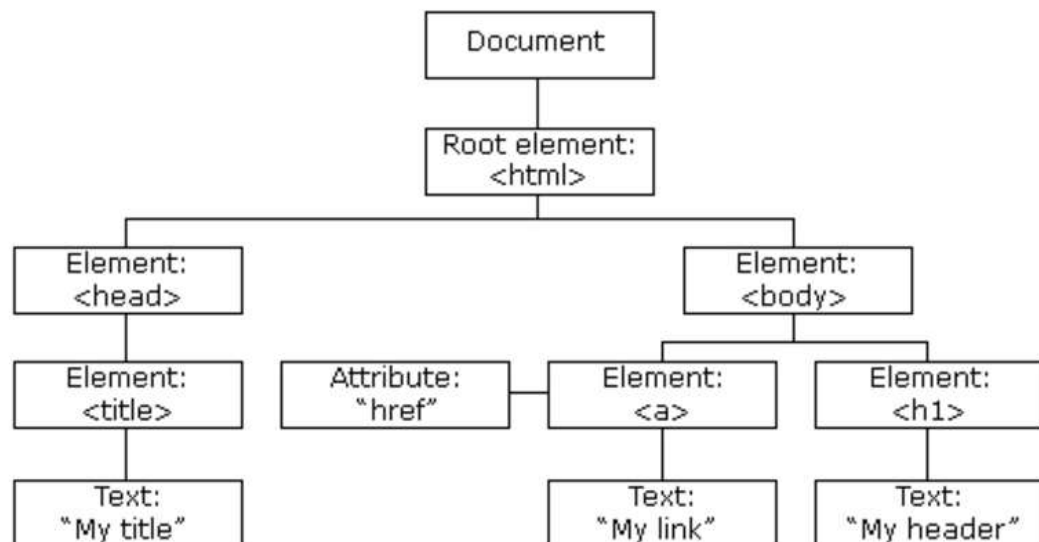 Document
Root element:
<html>
Element:
<head>
Element:
<body>
Element:
<title>
Attribute:
“href”
Element:
<a>
Element:
<h1>
Text:
“My title”
Text:
“My link”
Text:
“My header”